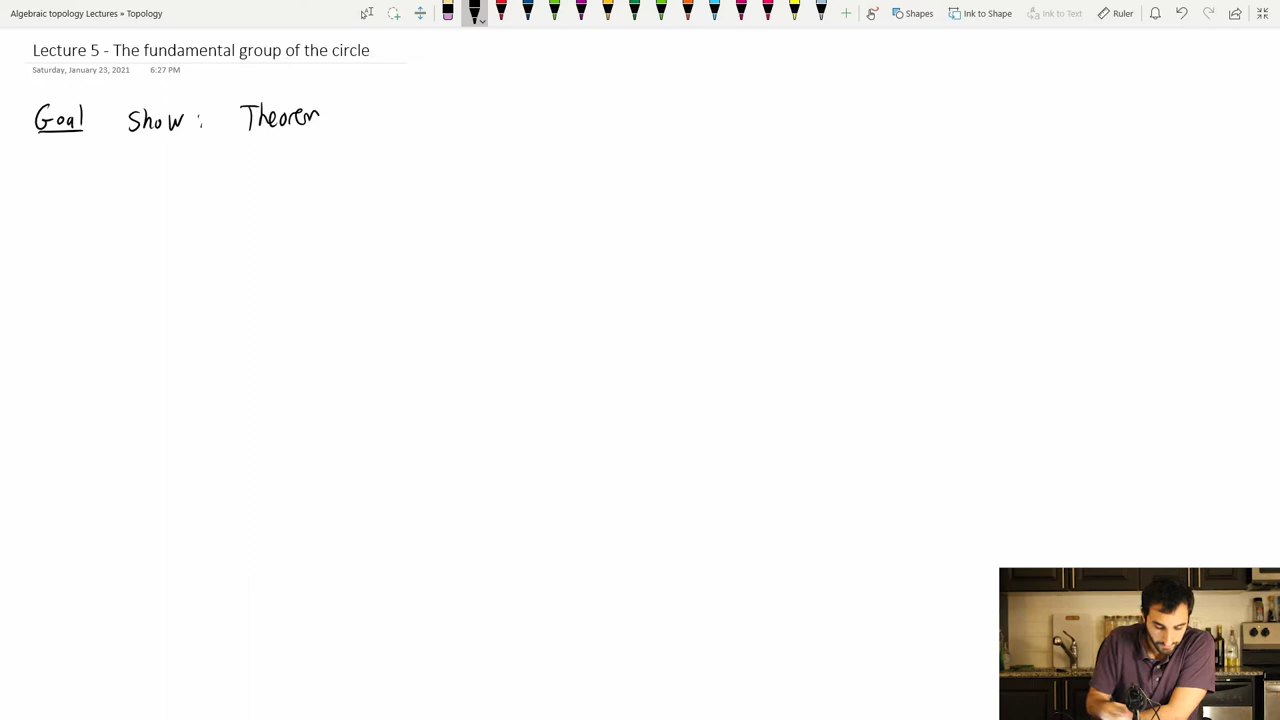 Algebraic topology Lectures » Topology
Shapes
Ink to Shape
Ink to Text
Ruler
Lecture 5 - The fundamental group of the circle
Saturday, January 23, 2021 6:27 PM
Goal Show: Theorem